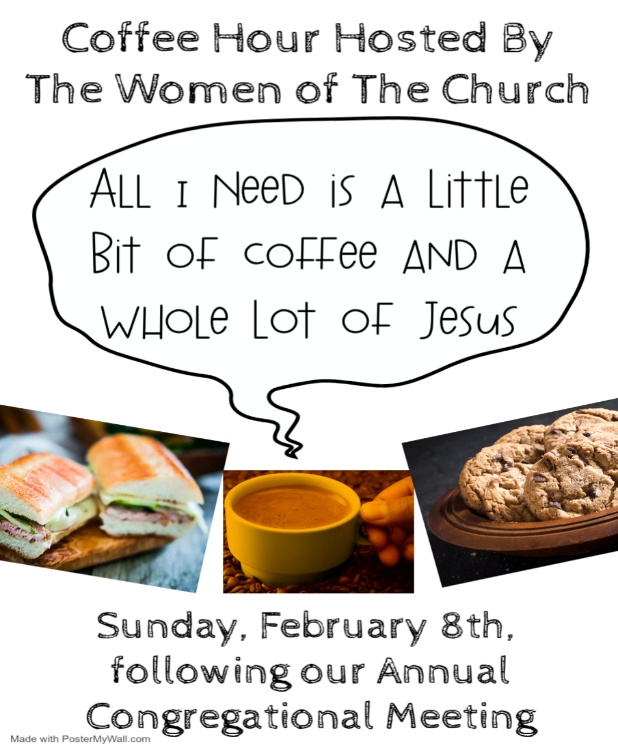 Coffee Hour Hosted By
The Women of The Church
All I need is a little
Bit of coffee and a
whole lot of Jesus
Sunday, February 8th,
following our Annual
Congregational Meeting
Made with PosterMyWall.com